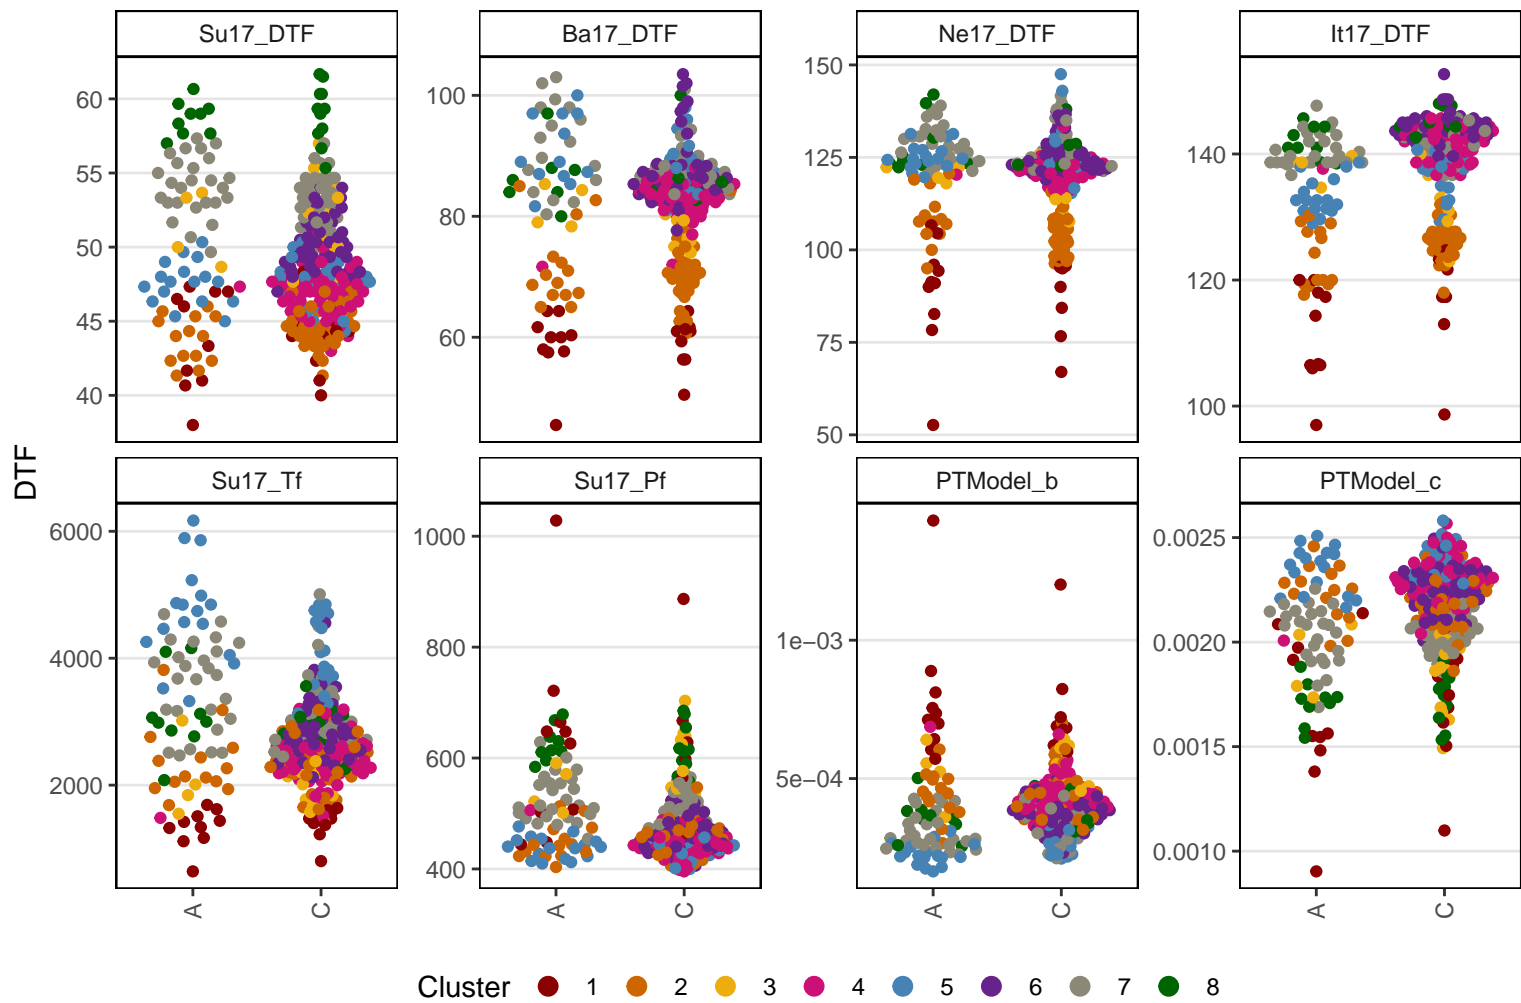 Su17_DTF
Ba17_DTF
Ne17_DTF
It17_DTF
60
55
50
45
40
100
80
60
150
125
100
75
50
140
120
100
DTF
Su17_Tf
Su17_Pf
PTModel_b
PTModel_c
6000
4000
2000
1000
800
600
400
1e−03
5e−04
0.0025
0.0020
0.0015
0.0010
A
C
A
C
A
C
A
C
Cluster 1 2 3 4 5 6 7 8